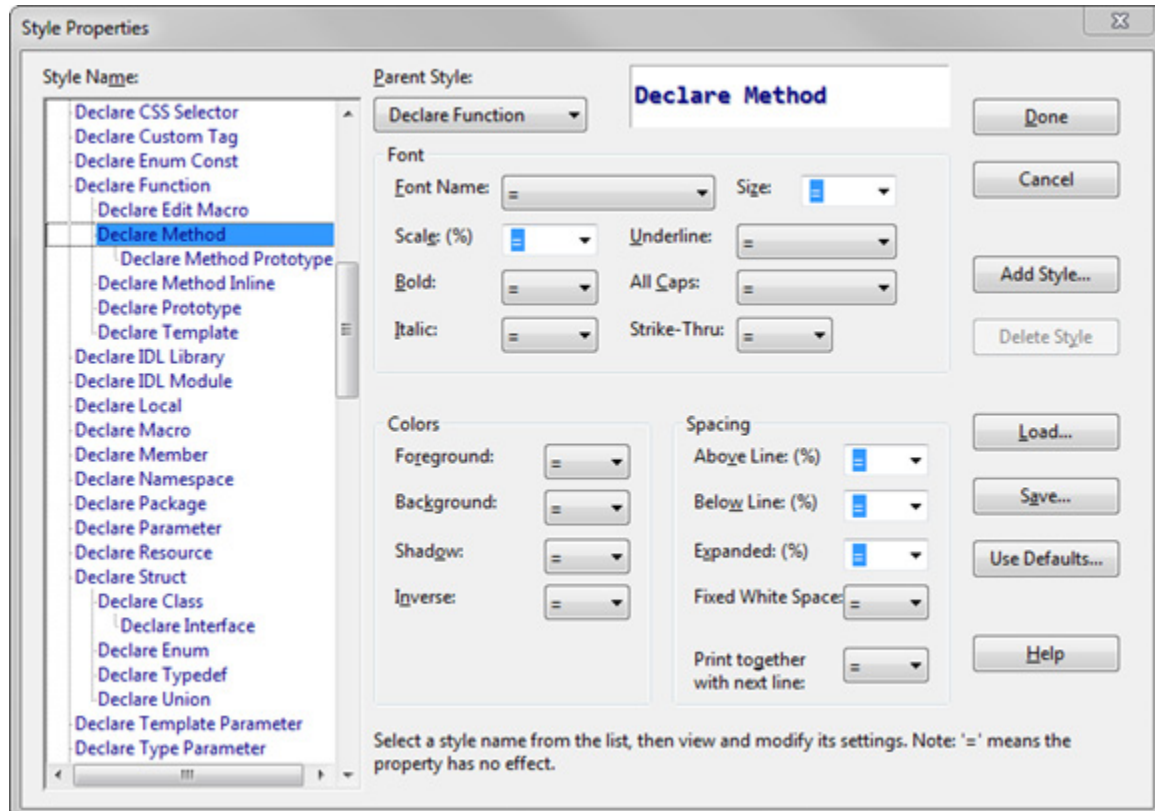 Style Properties
Style Name:
Declare CSS Selector
Declare Custom Tag
Declare Enum Const
Declare Function
Declare Edit Macro
Declare Method
Declare Method Prototype
Declare Method Inline
Declare Prototype
Declare Template
Declare IDL Library
Declare IDL Module
Declare Local
Declare Macro
Declare Member
Declare Namespace
Declare Package
Declare Parameter
Declare Resource
Declare Struct
Declare Class
Declare Interface
Declare Enum
Declare Typedef
Declare Union
Declare Template Parameter
Declare Type Parameter
Parent Style:
Declare Function
Declare Method
Font
Font Name: =
Size: =
Scale: (%) =
Underline: =
Bold: =
All Caps: =
Italic: =
Strike-Thru: =
Colors
Foreground: =
Background: =
Shadow: =
Inverse: =
Spacing
Above Line: (%) =
Below Line: (%) =
Expanded: (%) =
Fixed White Space: =
Print together
with next line: =
Select a style name from the list, then view and modify its settings. Note: '=' means the
property has no effect.
Done
Cancel
Add Style...
Delete Style
Load...
Save...
Use Defaults...
Help